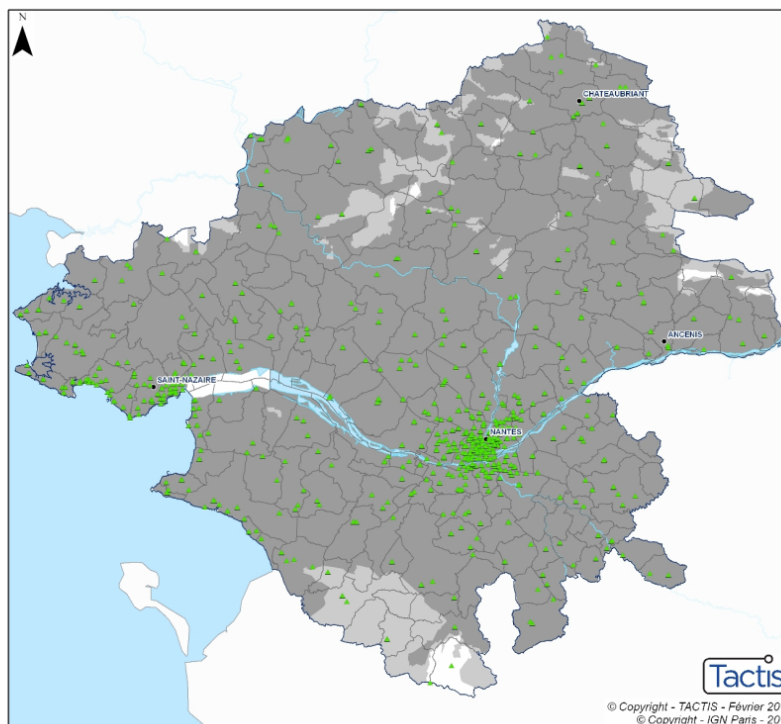 N
CHATEAUBRIANT
ANCENIS
SAINT-NAZAIRE
NANTES
Tactis
© Copyright - TACTIS - Février 20
© Copyright - IGN Paris - 20